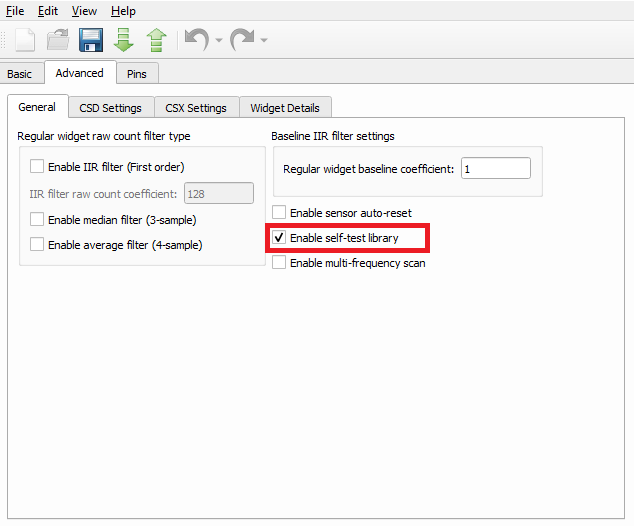 File Edit View Help
Basic Advanced Pins
General CSD Settings CSX Settings Widget Details
Regular widget raw count filter type
Enable IIR filter (First order)
IIR filter raw count coefficient: 128
Enable median filter (3-sample)
Enable average filter (4-sample)
Baseline IIR filter settings
Regular widget baseline coefficient: 1
Enable sensor auto-reset
Enable self-test library
Enable multi-frequency scan